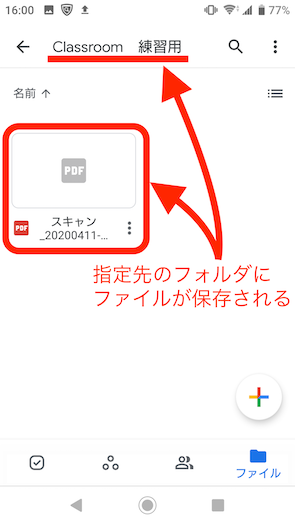 16:00 77%
Classroom 練習用
名前 ↑
PDF
PDF スキャン
_20200411-...
指定先のフォルダに
ファイルが保存される
ファイル